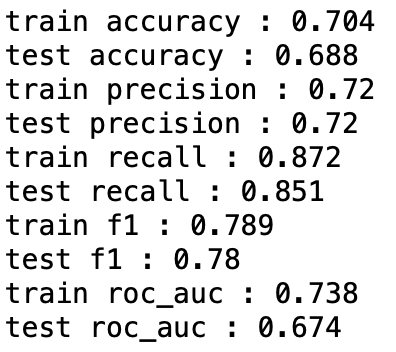 train accuracy : 0.704
test accuracy : 0.688
train precision : 0.72
test precision : 0.72
train recall : 0.872
test recall : 0.851
train f1 : 0.789
test f1 : 0.78
train roc_auc : 0.738
test roc_auc : 0.674